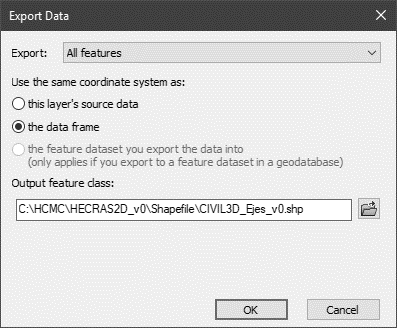 Export Data
Export: All features
Use the same coordinate system as:
this layer's source data
the data frame
the feature dataset you export the data into
(only applies if you export to a feature dataset in a geodatabase)
Output feature class:
C:\HCMC\HECRAS2D_v0\Shapefile\CIVIL3D_Ejes_v0.shp
OK Cancel